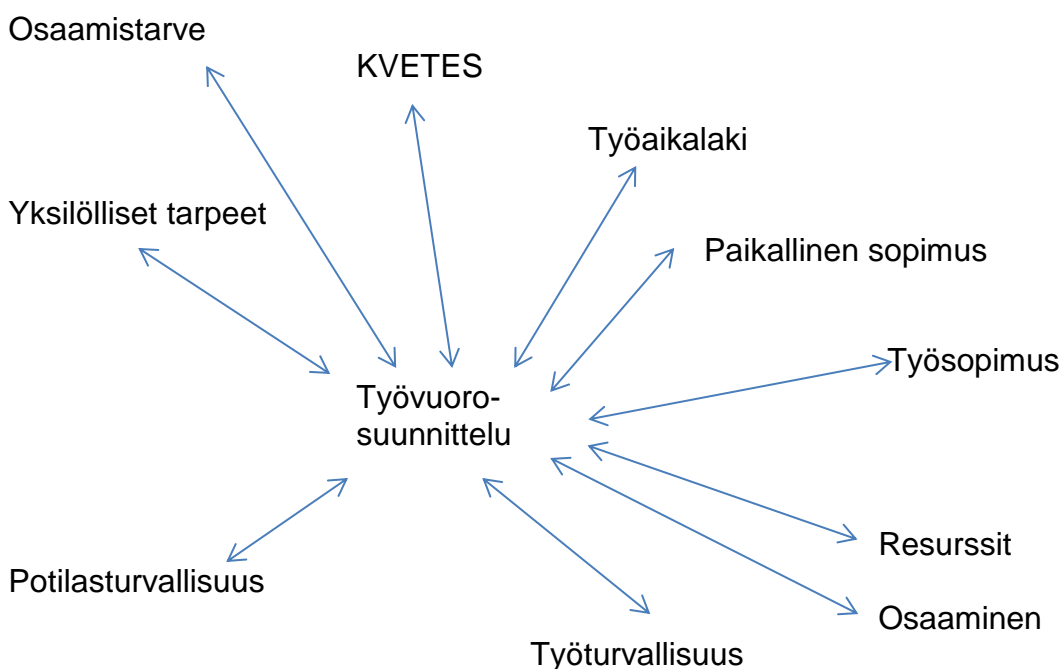 Osaamistarve
KVETES
Työaikalaki
Yksilölliset tarpeet
Paikallinen sopimus
Työsopimus
Työvuoro-
suunnittelu
Resurssit
Potilasturvallisuus
Osaaminen
Työturvallisuus